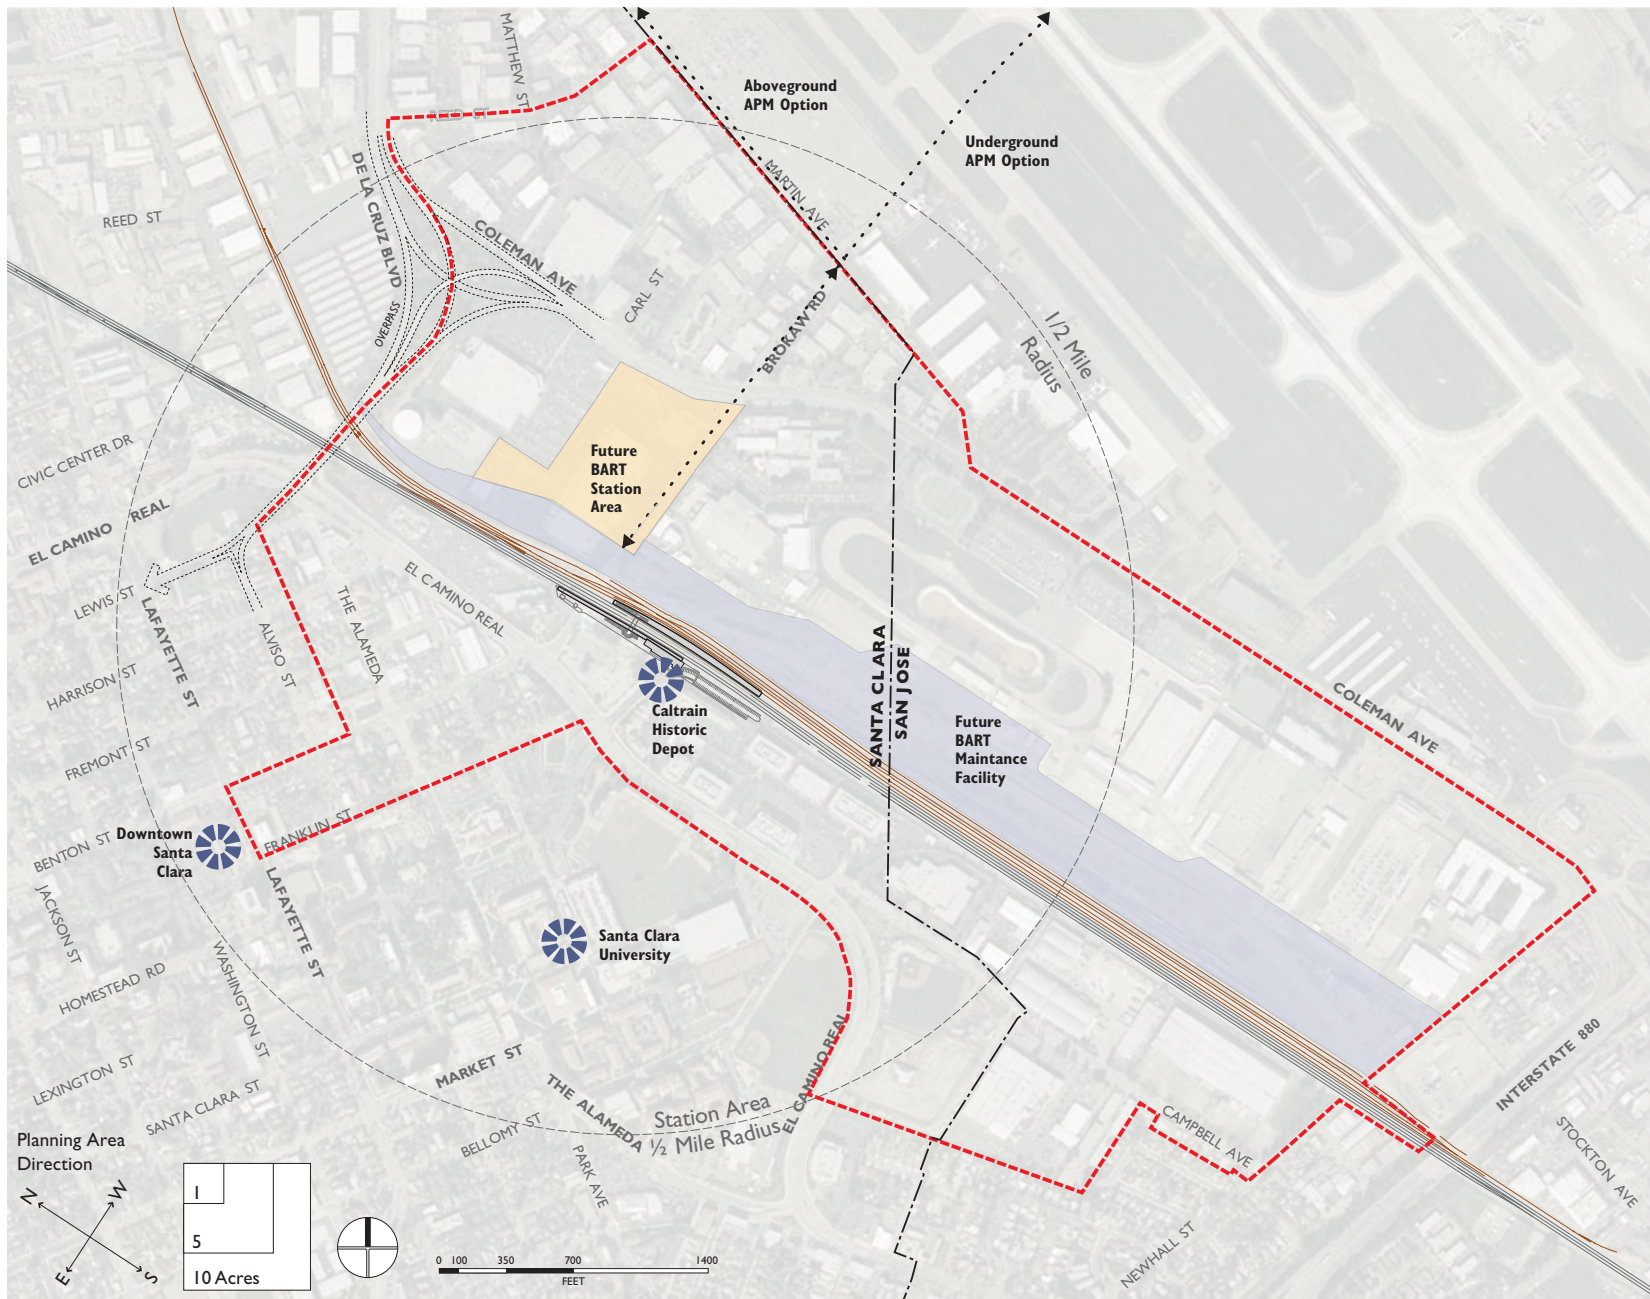 MATTHEW ST
REED ST
Aboveground
APM Option
Underground
APM Option
MARTIN AVE
DE LA CRUZ BLVD
REED ST
COLEMAN AVE
CARL ST
OVERPASS
BROKAW RD
1/2 Mile
Radius
CIVIC CENTER DR
EL CAMINO REAL
Future
BART
Station
Area
LEWIS ST
LAFAYETTE ST
ALVISO ST
THE ALAMEDA
EL CAMINO REAL
HARRISON ST
SANTA CLARA
SAN JOSE
Caltrain
Historic
Depot
Future
BART
Maintance
Facility
COLEMAN AVE
FREMONT ST
BENTON ST
Downtown
Santa
Clara
FRANKLIN ST
LAFAYETTE ST
JACKSON ST
Santa Clara
University
HOMESTEAD RD
WASHINGTON ST
LEXINGTON ST
MARKET ST
SANTA CLARA ST
THE ALAMEDA
BELLOMY ST
PARK AVE
Station Area
½ Mile Radius
EL CAMINO REAL
CAMPBELL AVE
INTERSTATE 880
STOCKTON AVE
NEWHALL ST
Planning Area
Direction
N
W
E
S
1
5
10 Acres
0 100 350 700 1400
FEET